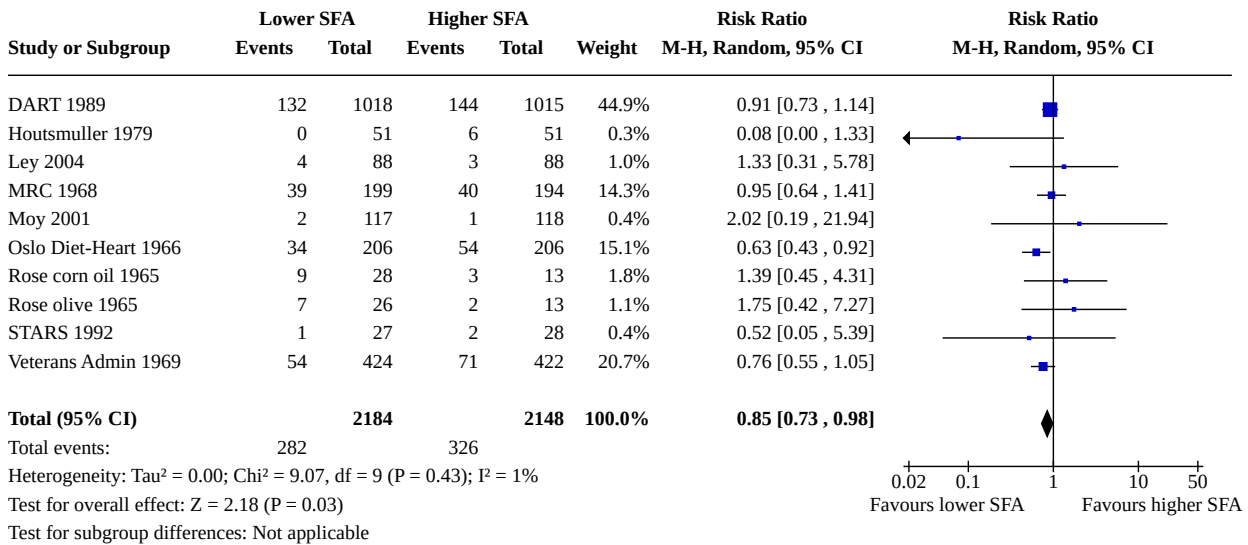 Lower SFA Higher SFA Risk Ratio Risk Ratio
Study or Subgroup Events Total Events Total Weight M-H, Random, 95% CI M-H, Random, 95% CI
DART 1989 132 1018 144 1015 44.9% 0.91 [0.73 , 1.14]
Houtsmuller 1979 0 51 6 51 0.3% 0.08 [0.00 , 1.33]
Ley 2004 4 88 3 88 1.0% 1.33 [0.31 , 5.78]
MRC 1968 39 199 40 194 14.3% 0.95 [0.64 , 1.41]
Moy 2001 2 117 1 118 0.4% 2.02 [0.19 , 21.94]
Oslo Diet-Heart 1966 34 206 54 206 15.1% 0.63 [0.43 , 0.92]
Rose corn oil 1965 9 28 3 13 1.8% 1.39 [0.45 , 4.31]
Rose olive 1965 7 26 2 13 1.1% 1.75 [0.42 , 7.27]
STARS 1992 1 27 2 28 0.4% 0.52 [0.05 , 5.39]
Veterans Admin 1969 54 424 71 422 20.7% 0.76 [0.55 , 1.05]
Total (95% CI) 2184 2148 100.0% 0.85 [0.73 , 0.98]
Total events: 282 326
Heterogeneity: Tau² = 0.00; Chi² = 9.07, df = 9 (P = 0.43); I² = 1%
0.02 0.1 1 10 50
Test for overall effect: Z = 2.18 (P = 0.03)
Favours lower SFA Favours higher SFA
Test for subgroup differences: Not applicable